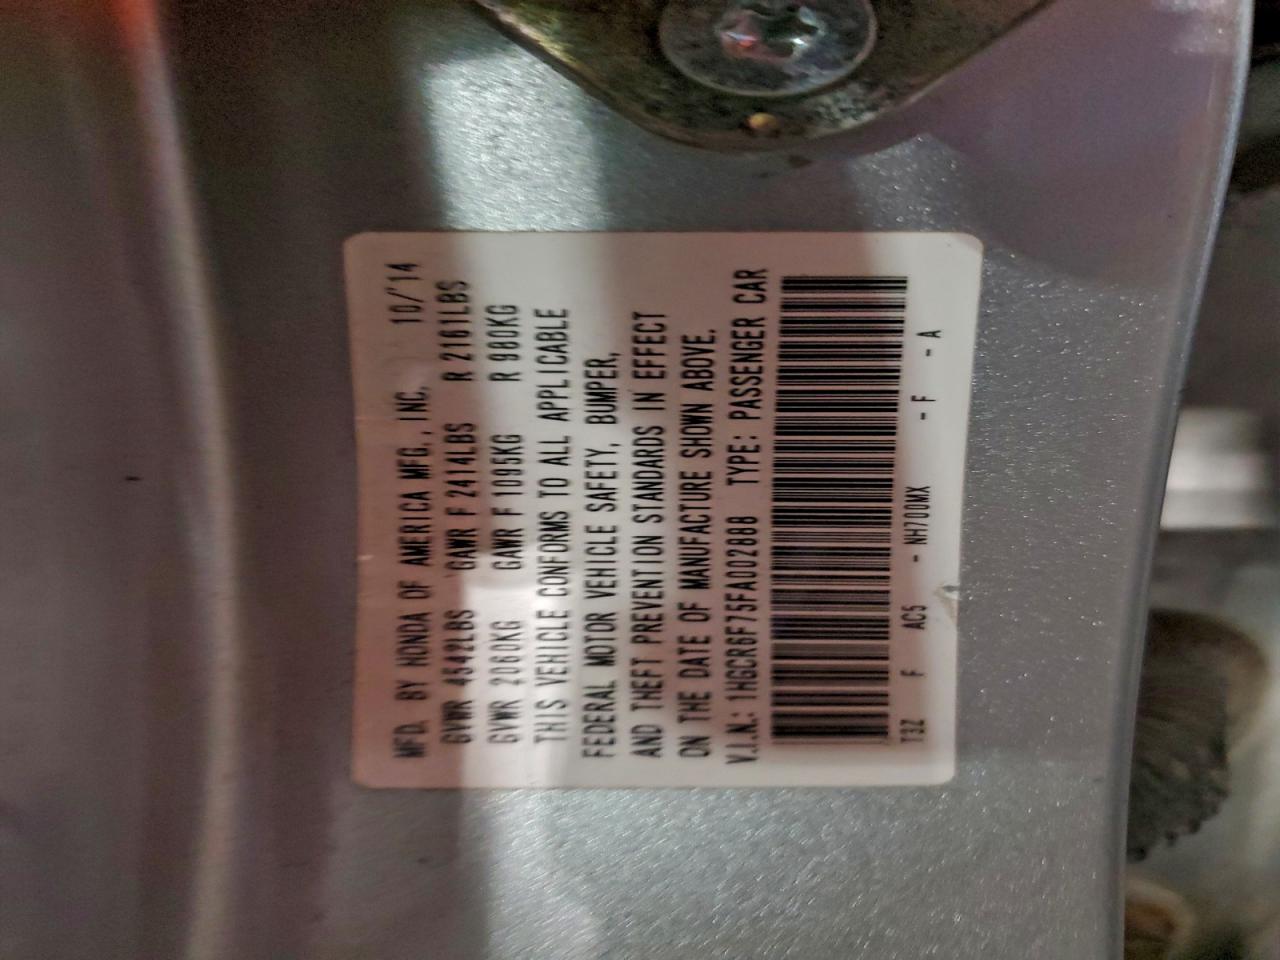 MFD. BY HONDA OF AMERICA MFG., INC. 10/'14
GVWR 4542LBS GAWR F 2414LBS R 2161LBS
GVWR 2060KG GAWR F 1095KG R 980KG
THIS VEHICLE CONFORMS TO ALL APPLICABLE
FEDERAL MOTOR VEHICLE SAFETY, BUMPER,
AND THEFT PREVENTION STANDARDS IN EFFECT
ON THE DATE OF MANUFACTURE SHOWN ABOVE.
V.I.N.: 1HGCR6F75FA002888 TYPE: PASSENGER CAR
T3Z F AC5 - NH700MX - F - A